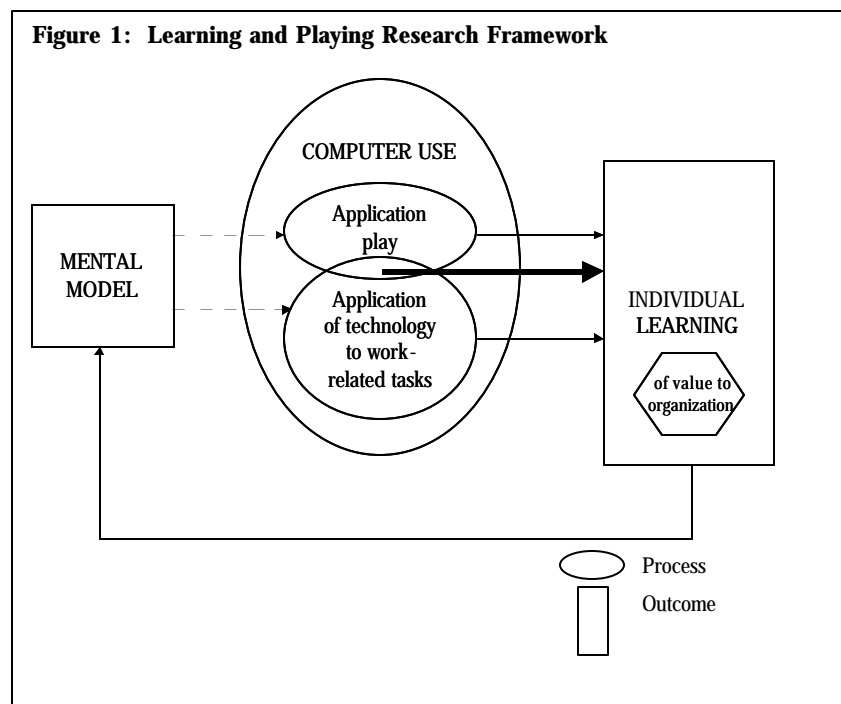 Figure 1: Learning and Playing Research Framework
COMPUTER USE
Application
play
MENTAL
MODEL
Application
of technology
to work-
related tasks
INDIVIDUAL
LEARNING
of value to
organization
Process
Outcome